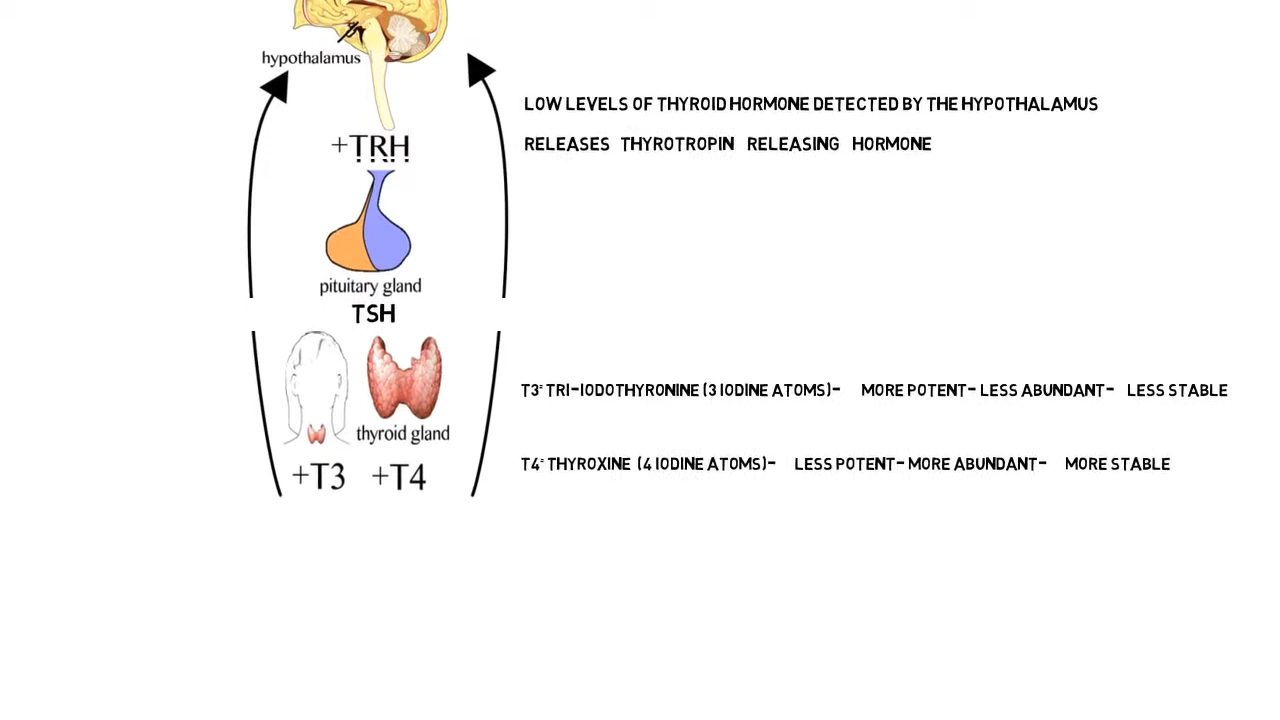 hypothalamus
LOW LEVELS OF THYROID HORMONE DETECTED BY THE HYPOTHALAMUS
+TRH
RELEASES THYROTROPIN RELEASING HORMONE
pituitary gland
TSH
T3= TRI-IODOTHYRONINE (3 IODINE ATOMS)- MORE POTENT- LESS ABUNDANT- LESS STABLE
thyroid gland
T4= THYROXINE (4 IODINE ATOMS)- LESS POTENT- MORE ABUNDANT- MORE STABLE
+T3 +T4